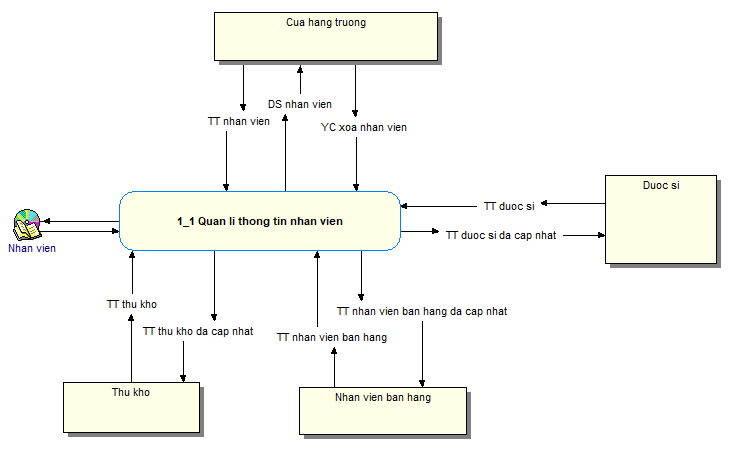 Cua hang truong
DS nhan vien
TT nhan vien
YC xoa nhan vien
Duoc si
TT duoc si
1_1 Quan li thong tin nhan vien
TT duoc si da cap nhat
Nhan vien
TT thu kho
TT nhan vien ban hang da cap nhat
TT thu kho da cap nhat
TT nhan vien ban hang
Thu kho
Nhan vien ban hang